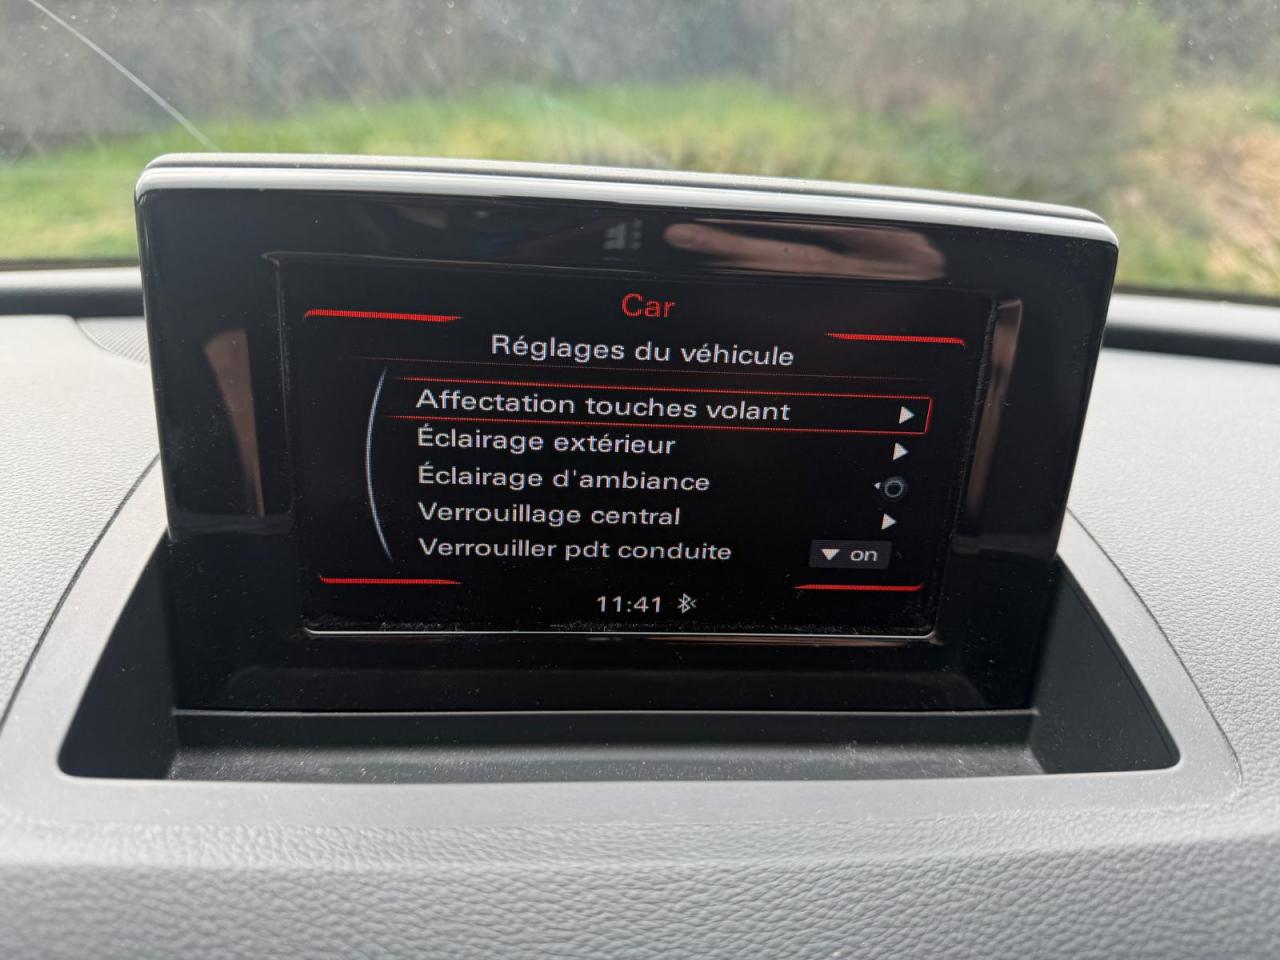 Car
Réglages du véhicule
Affectation touches volant
Éclairage extérieur
Éclairage d'ambiance
Verrouillage central
Verrouiller pdt conduite on
11:41